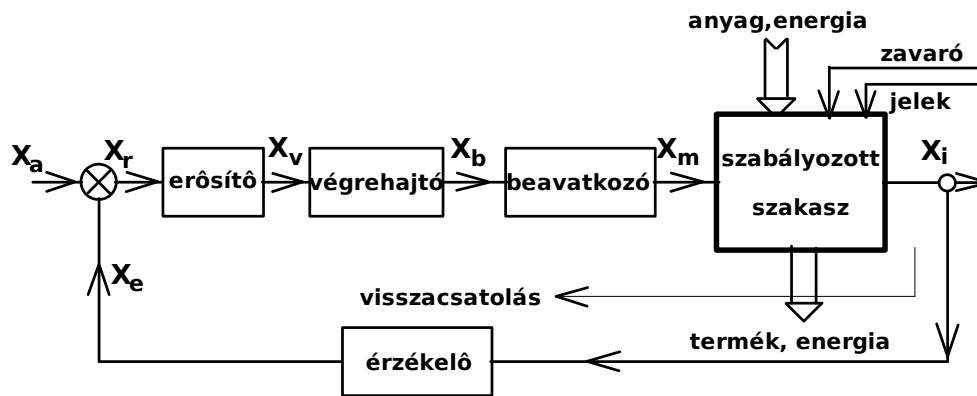 anyag,energia
zavaró
jelek
Xa
Xr
erôsítô
Xv
végrehajtó
Xb
beavatkozó
Xm
szabályozott
szakasz
Xi
Xe
visszacsatolás
termék, energia
érzékelô